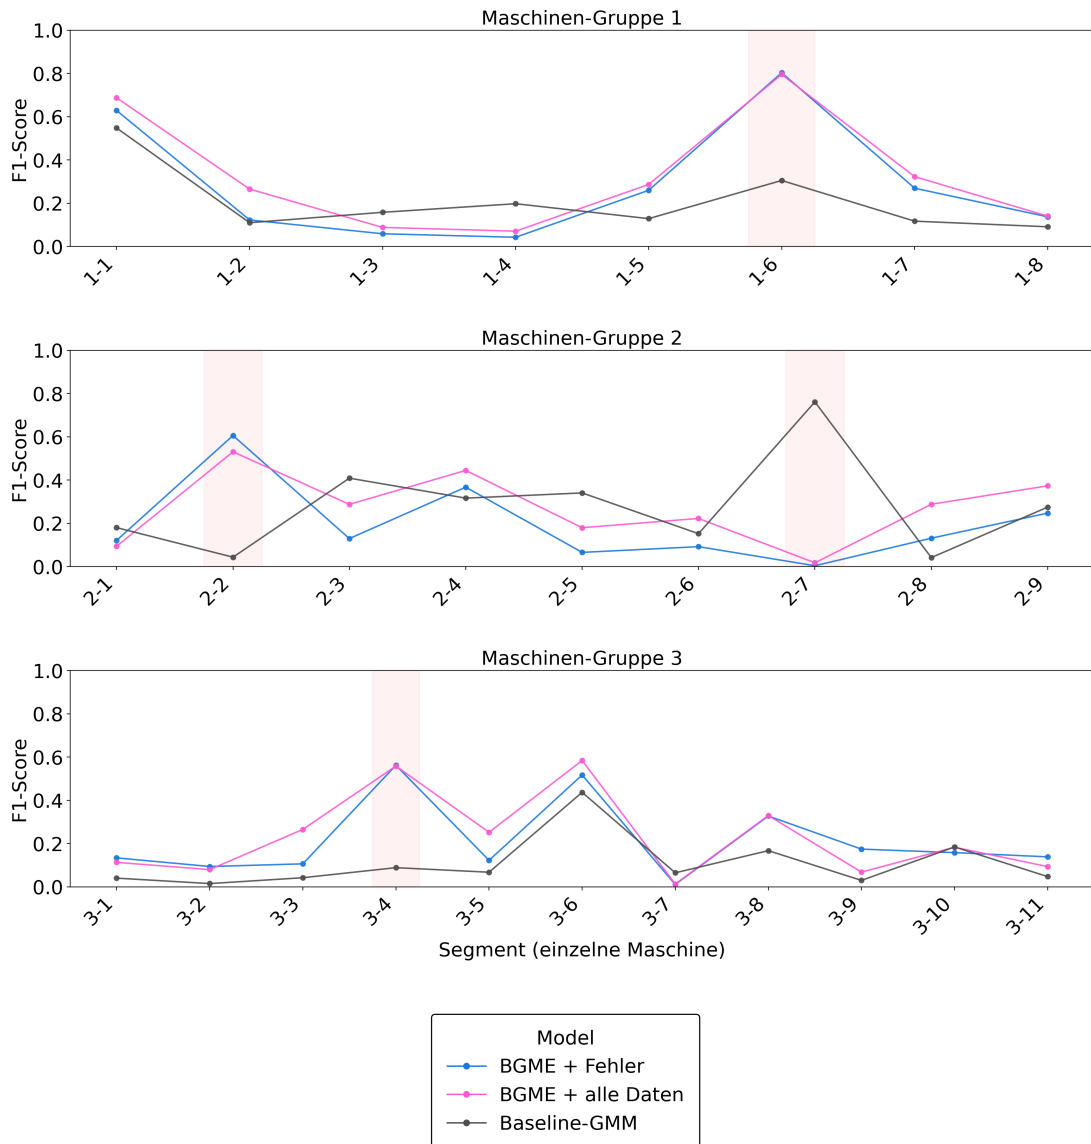 Maschinen-Gruppe 1
1.0
0.8
0.6
0.4
0.2
0.0
F1-Score
1-1 1-2 1-3 1-4 1-5 1-6 1-7 1-8
Maschinen-Gruppe 2
1.0
0.8
0.6
0.4
0.2
0.0
F1-Score
2-1 2-2 2-3 2-4 2-5 2-6 2-7 2-8 2-9
Maschinen-Gruppe 3
1.0
0.8
0.6
0.4
0.2
0.0
F1-Score
3-1 3-2 3-3 3-4 3-5 3-6 3-7 3-8 3-9 3-10 3-11
Segment (einzelne Maschine)
Model
BGME + Fehler
BGME + alle Daten
Baseline-GMM